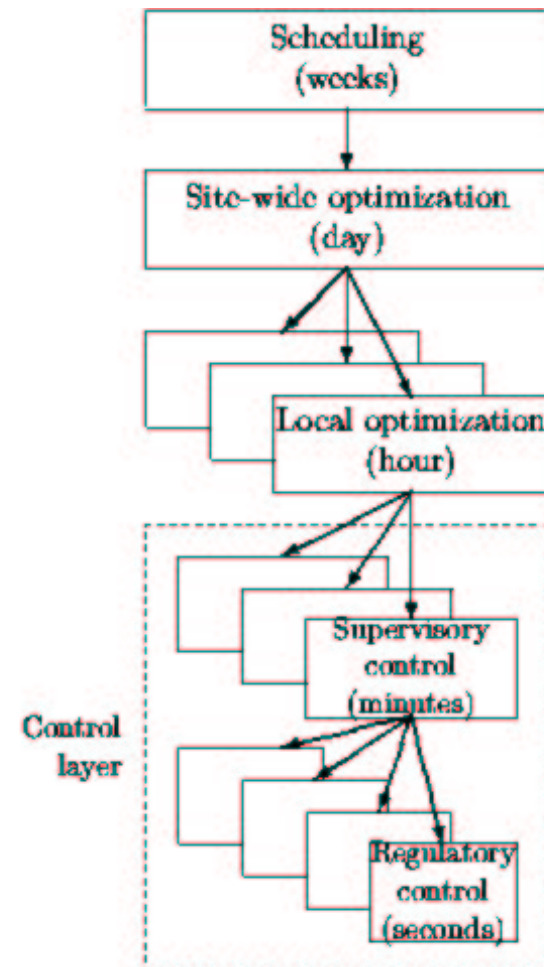 Scheduling
(weeks)
Site-wide optimization
(day)
Local optimization
(hour)
Supervisory
control
(minutes)
Control
layer
Regulatory
control
(seconds)